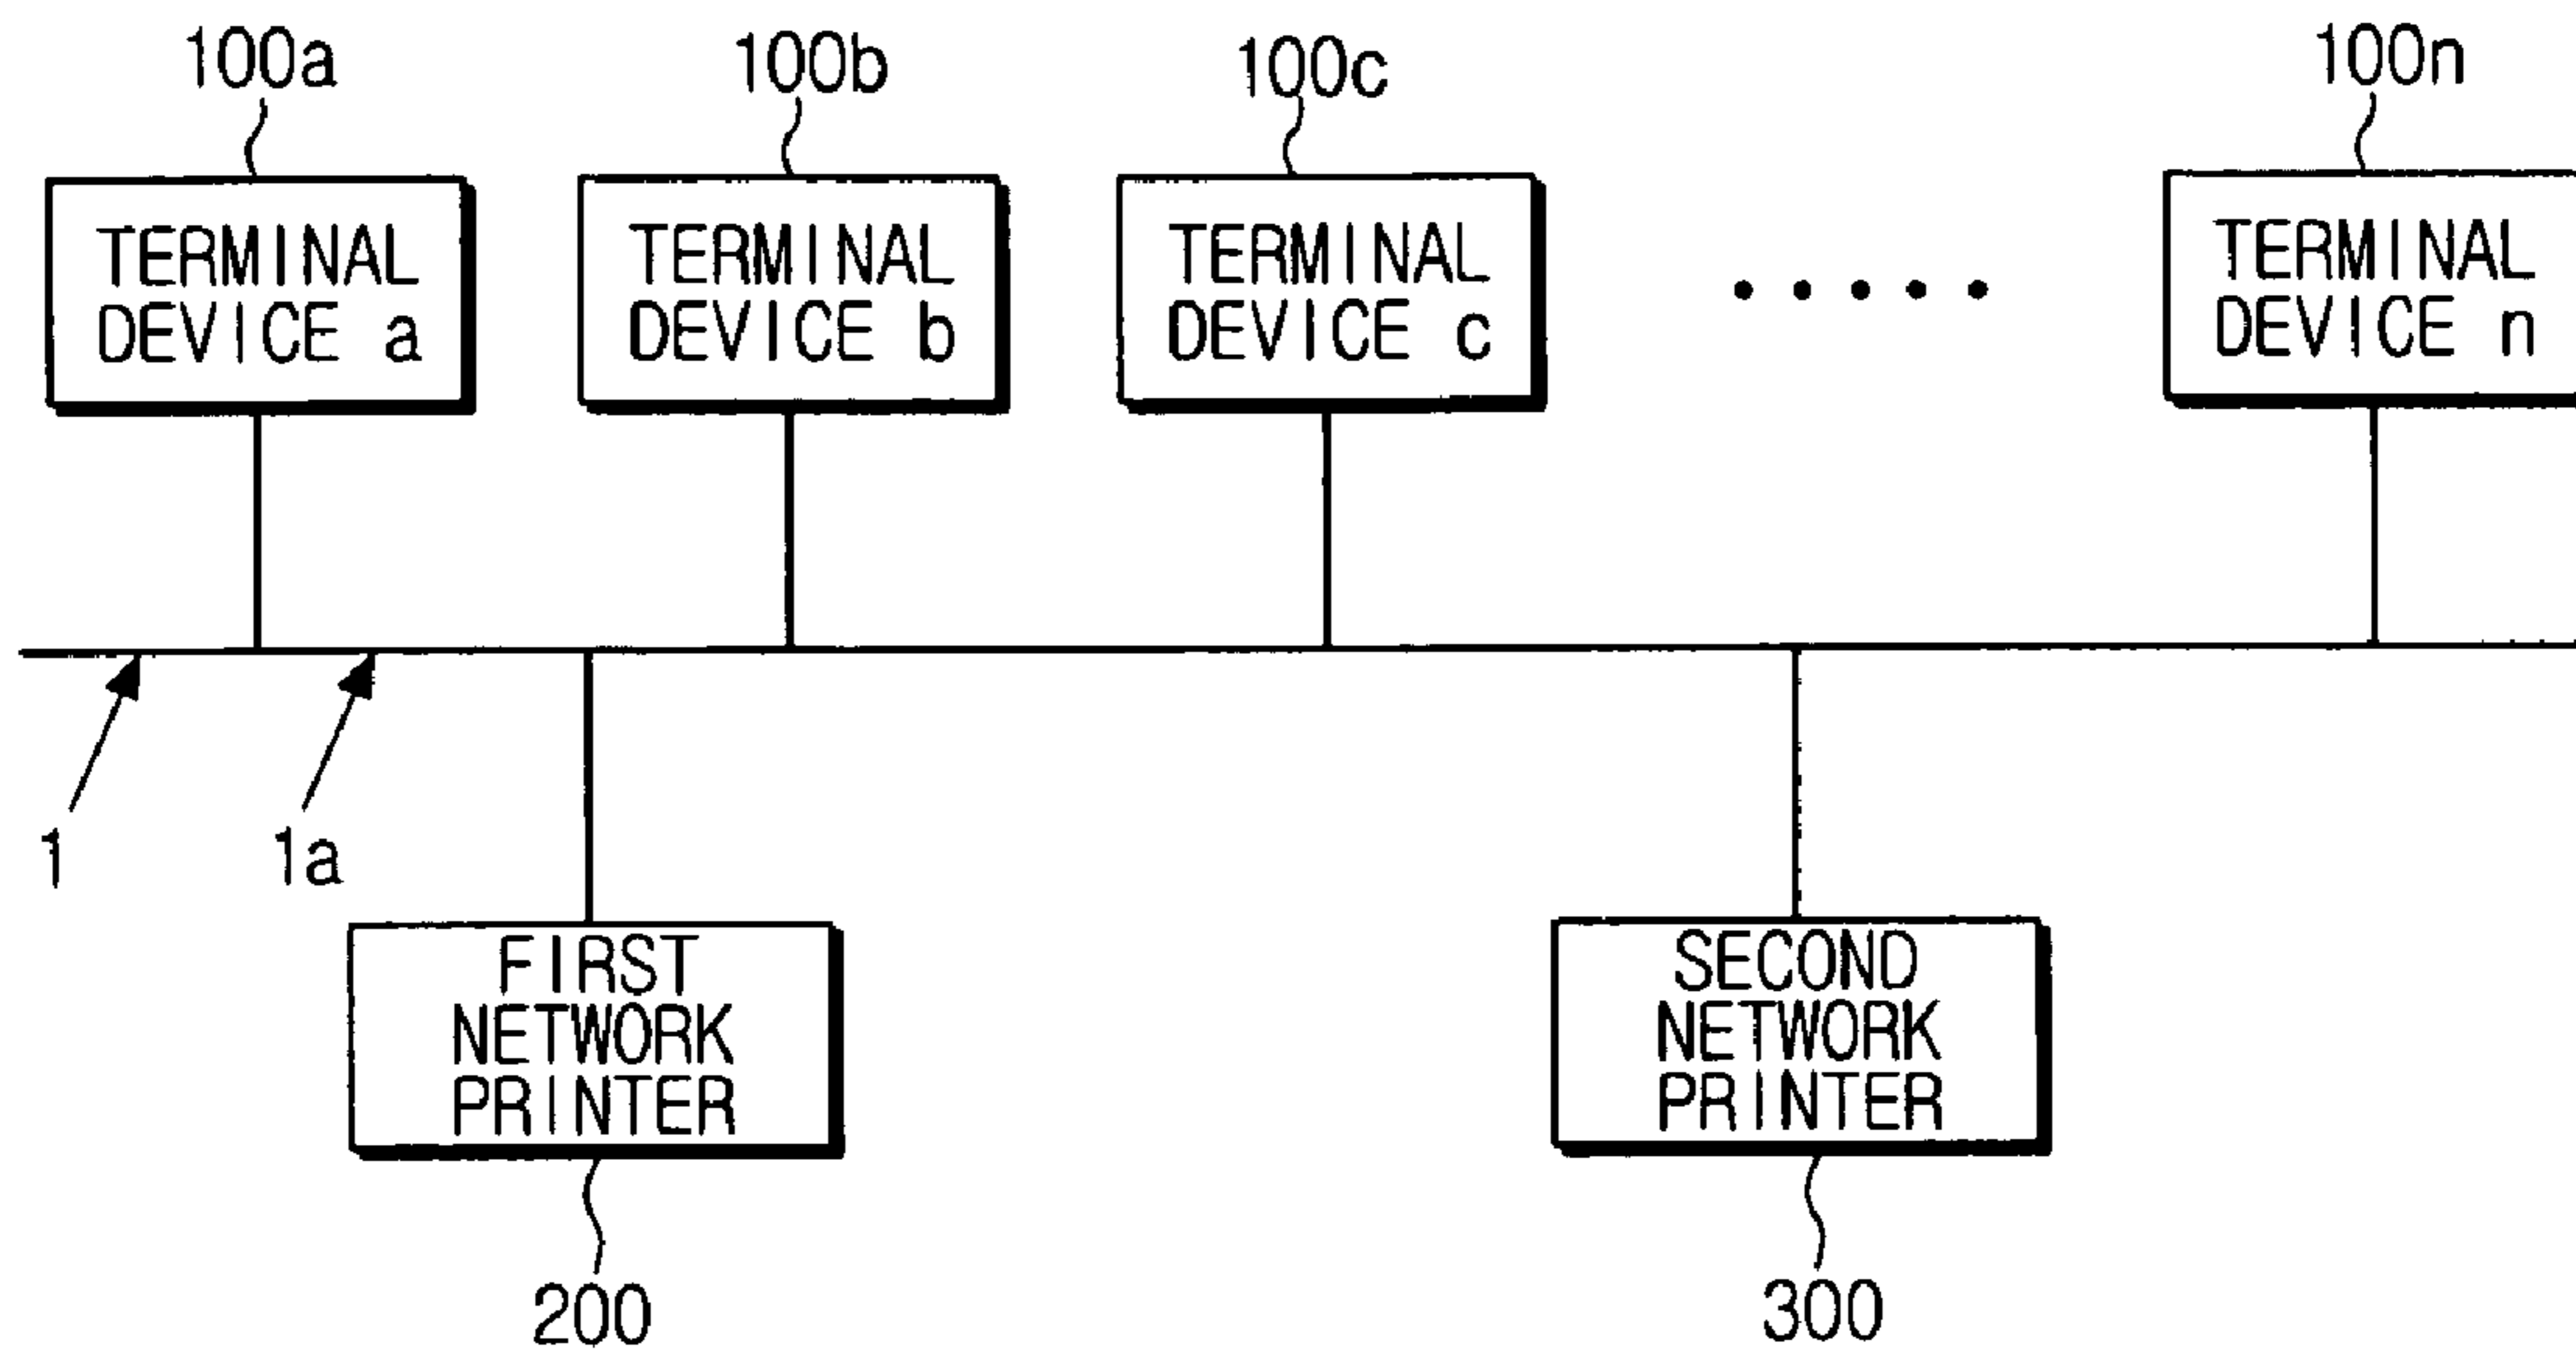 100a
100b
100c
100n
TERMINAL
DEVICE a
TERMINAL
DEVICE b
TERMINAL
DEVICE c
TERMINAL
DEVICE n
1
1a
FIRST
NETWORK
PRINTER
SECOND
NETWORK
PRINTER
200
300